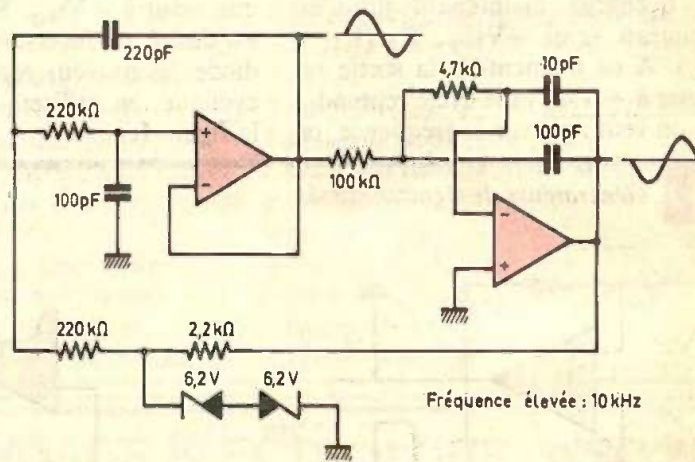 220pF
4,7kΩ
10pF
220kΩ
+
-
100pF
100kΩ
100pF
-
+
220kΩ
2,2kΩ
6,2V
6,2V
Fréquence élevée : 10kHz